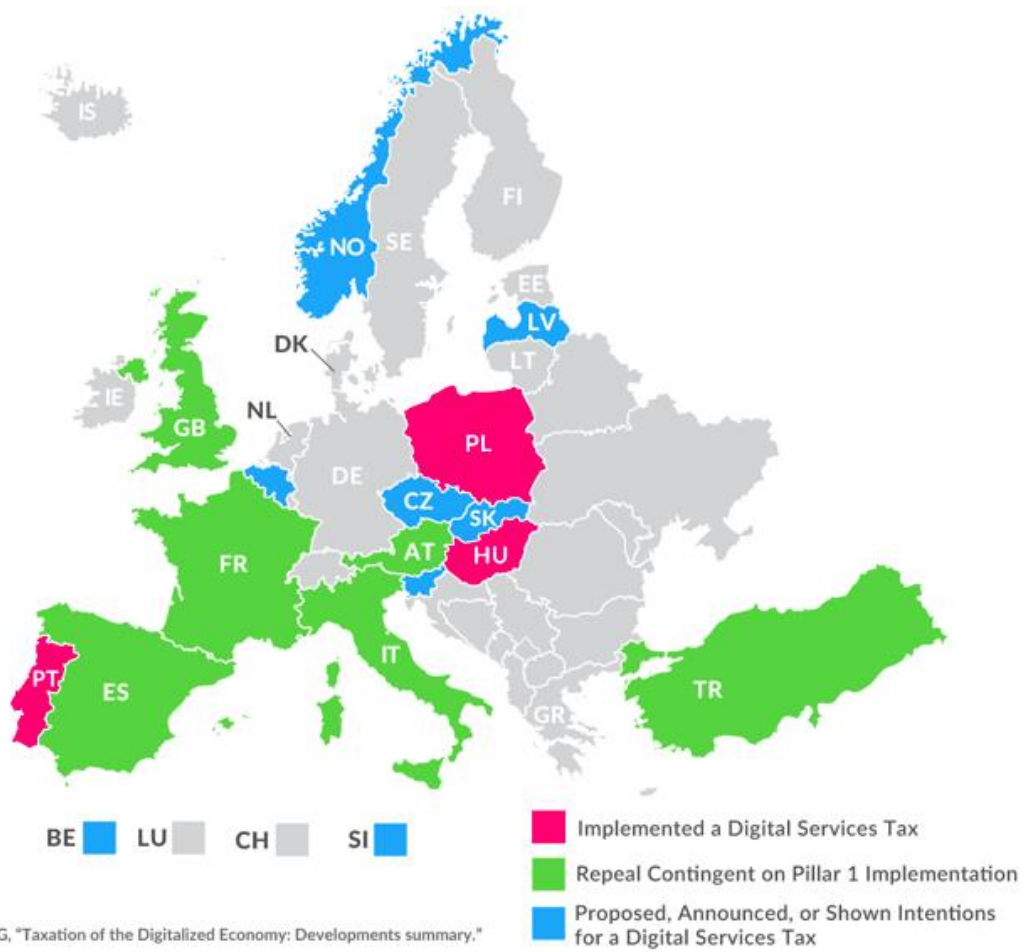 IS
FI
NO
SE
EE
LV
DK
LT
IE
NL
GB
PL
DE
CZ
SK
FR
AT
HU
IT
PT
ES
TR
GR
BE
LU
CH
SI
Implemented a Digital Services Tax
Repeal Contingent on Pillar 1 Implementation
Proposed, Announced, or Shown Intentions
for a Digital Services Tax
G, “Taxation of the Digitalized Economy: Developments summary.”